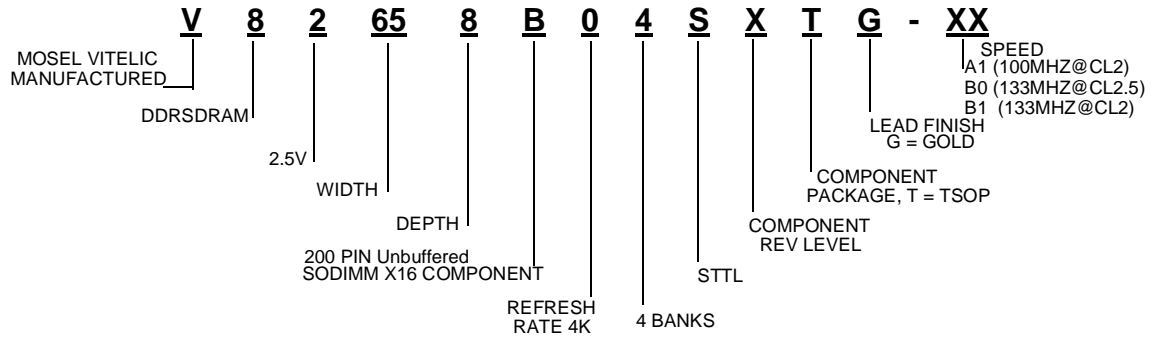 V 8 2 65 8 B 0 4 S X T G - XX
MOSEL VITELIC
MANUFACTURED
DDRSDRAM
2.5V
WIDTH
DEPTH
200 PIN Unbuffered
SODIMM X16 COMPONENT
REFRESH
RATE 4K
4 BANKS
STTL
COMPONENT
REV LEVEL
COMPONENT
PACKAGE, T = TSOP
LEAD FINISH
G = GOLD
SPEED
A1 (100MHZ@CL2)
B0 (133MHZ@CL2.5)
B1 (133MHZ@CL2)